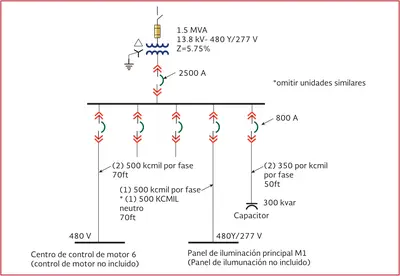 1.5 MVA
13.8 kV- 480 Y/277 V
Z=5.75%
2500 A
*omitir unidades similares
800 A
(2) 500 kcmil por fase
70ft
(2) 350 por kcmil
por fase
50ft
(1) 500 kcmil por fase
* (1) 500 KCMIL
neutro
70ft
300 kvar
Capacitor
480 V
480Y/277 V
Centro de control de motor 6
(control de motor no incluido)
Panel de iluminación principal M1
(Panel de ilumunación no incluido)